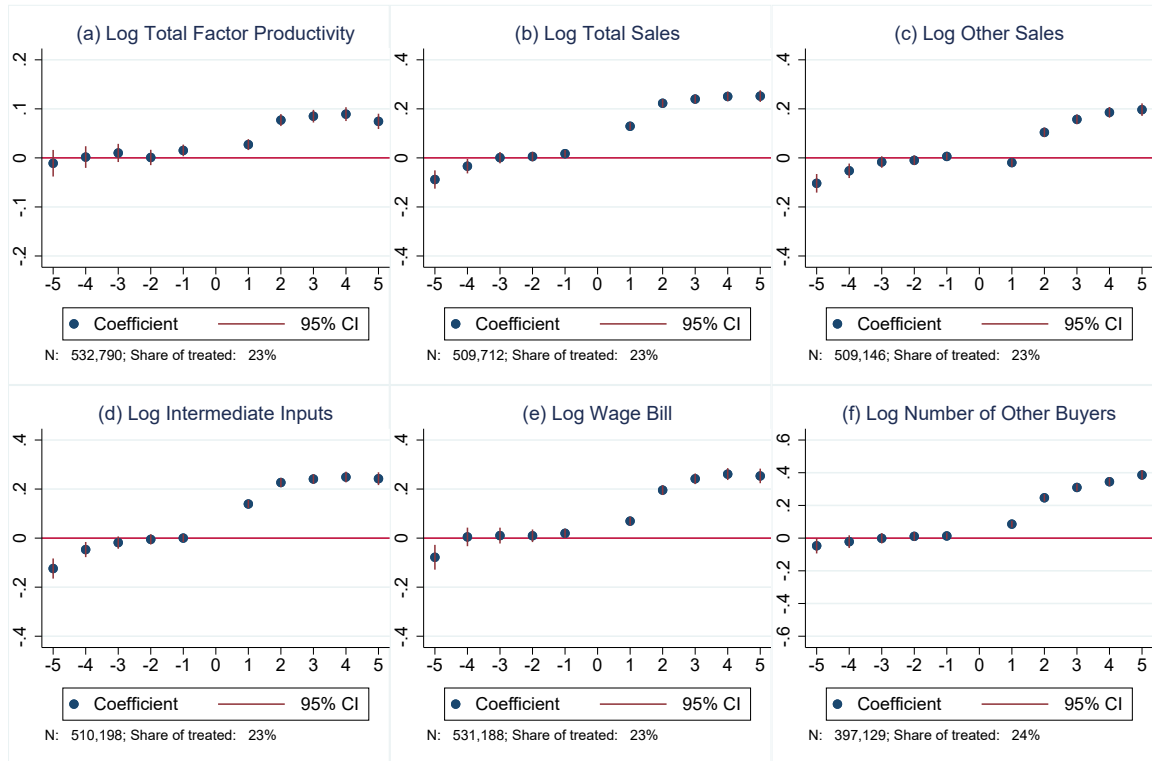 (a) Log Total Factor Productivity
.2
.1
0
-.1
-.2
-5 -4 -3 -2 -1 0 1 2 3 4 5
Coefficient 95% CI
N: 532,790; Share of treated: 23%
(b) Log Total Sales
.4
.2
0
-.2
-.4
-5 -4 -3 -2 -1 0 1 2 3 4 5
Coefficient 95% CI
N: 509,712; Share of treated: 23%
(c) Log Other Sales
.4
.2
0
-.2
-.4
-5 -4 -3 -2 -1 0 1 2 3 4 5
Coefficient 95% CI
N: 509,146; Share of treated: 23%
(d) Log Intermediate Inputs
.4
.2
0
-.2
-.4
-5 -4 -3 -2 -1 0 1 2 3 4 5
Coefficient 95% CI
N: 510,198; Share of treated: 23%
(e) Log Wage Bill
.4
.2
0
-.2
-.4
-5 -4 -3 -2 -1 0 1 2 3 4 5
Coefficient 95% CI
N: 531,188; Share of treated: 23%
(f) Log Number of Other Buyers
.6
.4
.2
0
-.2
-.4
-.6
-5 -4 -3 -2 -1 0 1 2 3 4 5
Coefficient 95% CI
N: 397,129; Share of treated: 24%